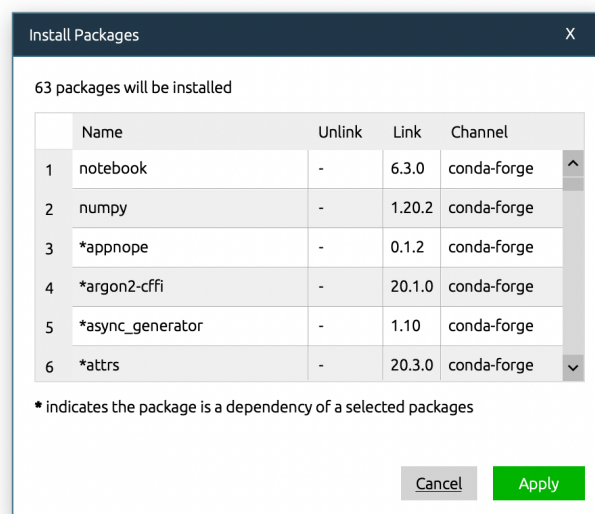 Install Packages X
63 packages will be installed
Name Unlink Link Channel
1 notebook - 6.3.0 conda-forge
2 numpy - 1.20.2 conda-forge
3 *appnope - 0.1.2 conda-forge
4 *argon2-cffi - 20.1.0 conda-forge
5 *async_generator - 1.10 conda-forge
6 *attrs - 20.3.0 conda-forge
* indicates the package is a dependency of a selected packages
Cancel Apply